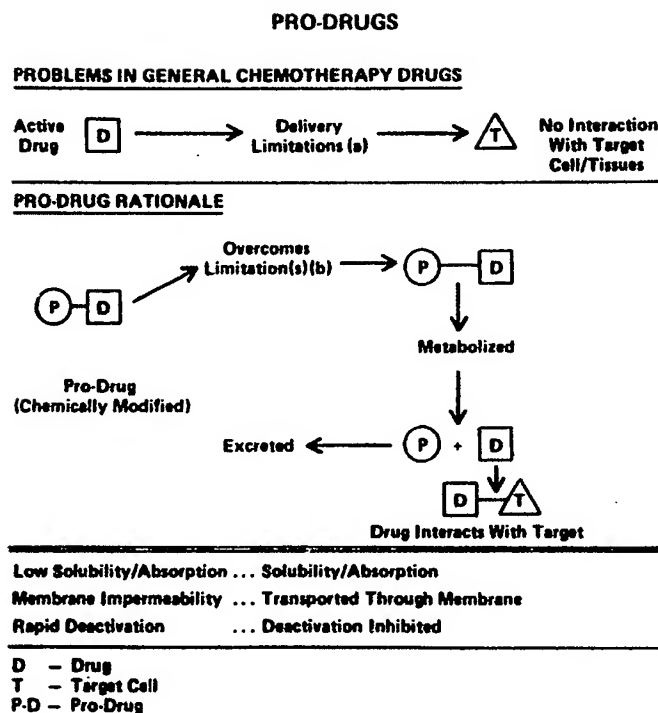 PRO-DRUGS
PROBLEMS IN GENERAL CHEMOTHERAPY DRUGS
Active Drug
D
Delivery Limitations (a)
T
No Interaction With Target Cell/Tissues
PRO-DRUG RATIONALE
Overcomes Limitation(s)(b)
P
D
P
D
Metabolized
Pro-Drug
(Chemically Modified)
Excreted
P + D
D
T
Drug Interacts With Target
Low Solubility/Absorption ... Solubility/Absorption
Membrane Impermeability ... Transported Through Membrane
Rapid Deactivation ... Deactivation Inhibited
D – Drug
T – Target Cell
P-D – Pro-Drug